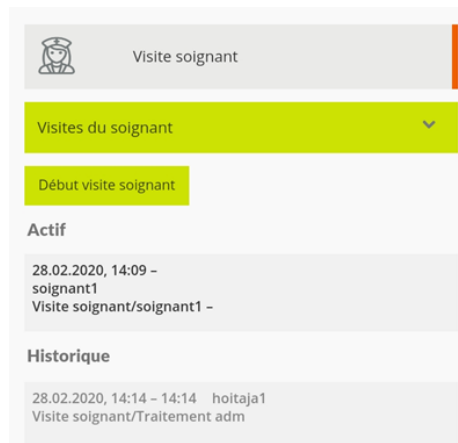 Visite soignant
Visites du soignant
Début visite soignant
Actif
28.02.2020, 14:09 –
soignant1
Visite soignant/soignant1 –
Historique
28.02.2020, 14:14 – 14:14 hoitaja1
Visite soignant/Traitement adm